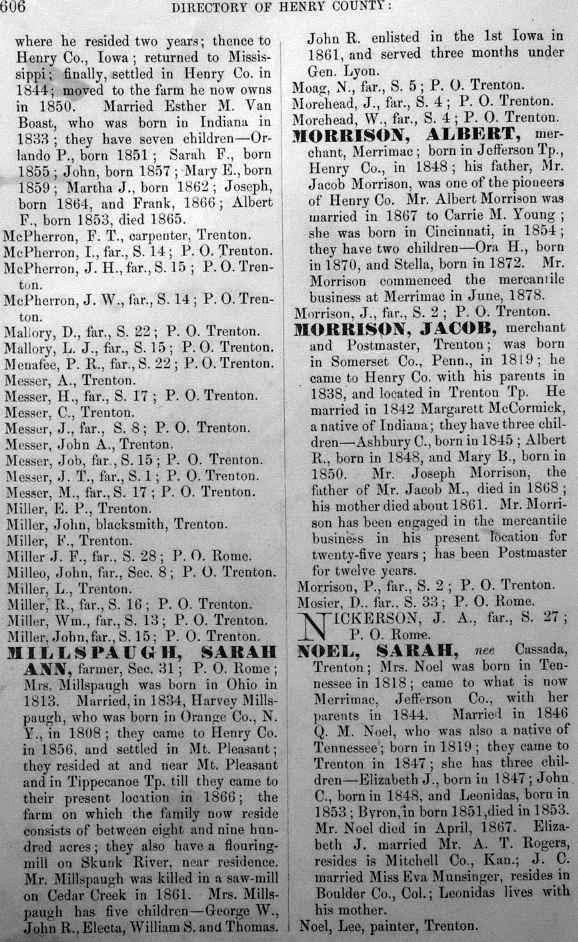 606
DIRECTORY OF HENRY COUNTY:
where he resided two years; thence to
Henry Co., Iowa; returned to Missis-
sippi; finally, settled in Henry Co. in
1844; moved to the farm he now owns
in 1850. Married Esther M. Van
Boast, who was born in Indiana in
1833; they have seven children—Or-
lando P., born 1851; Sarah F., born
1855; John, born 1857; Mary E., born
1859; Martha J., born 1862; Joseph,
born 1864, and Frank, 1866; Albert
F., born 1853, died 1865.
McPherron, F. T., carpenter, Trenton.
McPherron, I., far., S. 14; P. O. Trenton.
McPherron, J. H., far., S. 15; P. O. Tren-
ton.
McPherron, J. W., far., S. 14; P. O. Tren-
ton.
Mallory, D., far., S. 22; P. O. Trenton.
Mallory, L. J., far., S. 15; P. O. Trenton.
Menafee, P. R., far., S. 22; P. O. Trenton.
Messer, A., Trenton.
Messer, H., far., S. 17; P. O. Trenton.
Messer, C., Trenton.
Messer, J., far., S. 8; P. O. Trenton.
Messer, John A., Trenton.
Messer, Job, far., S. 15; P. O. Trenton.
Messer, J. T., far., S. 1; P. O. Trenton.
Messer, M., far., S. 17; P. O. Trenton.
Miller, E. P., Trenton.
Miller, John, blacksmith, Trenton.
Miller, F., Trenton.
Miller J. F., far., S. 28; P. O. Rome.
Milleo, John, far., Sec. 8; P. O. Trenton.
Miller, L., Trenton.
Miller, R., far., S. 16; P. O. Trenton.
Miller, Wm., far., S. 13; P. O. Trenton.
Miller, John, far., S. 15; P. O. Trenton.
MILLSPAUGH, SARAH
ANN, farmer, Sec. 31; P. O. Rome;
Mrs. Millspaugh was born in Ohio in
1813. Married, in 1834, Harvey Mills-
paugh, who was born in Orange Co., N.
Y., in 1808; they came to Henry Co.
in 1856, and settled in Mt. Pleasant;
they resided at and near Mt. Pleasant
and in Tippecanoe Tp. till they came to
their present location in 1866; the
farm on which the family now reside
consists of between eight and nine hun-
dred acres; they also have a flouring-
mill on Skunk River, near residence.
Mr. Millspaugh was killed in a saw-mill
on Cedar Creek in 1861. Mrs. Mills-
paugh has five children—George W.,
John R., Electa, William S. and Thomas.
John R. enlisted in the 1st Iowa in
1861, and served three months under
Gen. Lyon.
Moag, N., far., S. 5; P. O. Trenton.
Morehead, J., far., S. 4; P. O. Trenton.
Morehead, W., far., S. 4; P. O. Trenton.
MORRISON, ALBERT, mer-
chant, Merrimac; born in Jefferson Tp.,
Henry Co., in 1848; his father, Mr.
Jacob Morrison, was one of the pioneers
of Henry Co. Mr. Albert Morrison was
married in 1867 to Carrie M. Young;
she was born in Cincinnati, in 1854;
they have two children—Ora H., born
in 1870, and Stella, born in 1872. Mr.
Morrison commenced the mercantile
business at Merrimac in June, 1878.
Morrison, J., far., S. 2; P. O. Trenton.
MORRISON, JACOB, merchant
and Postmaster, Trenton; was born
in Somerset Co., Penn., in 1819; he
came to Henry Co. with his parents in
1838, and located in Trenton Tp. He
married in 1842 Margarett McCormick,
a native of Indiana; they have three chil-
dren—Ashbury C., born in 1845; Albert
R., born in 1848, and Mary B., born in
1850. Mr. Joseph Morrison, the
father of Mr. Jacob M., died in 1868;
his mother died about 1861. Mr. Morri-
son has been engaged in the mercantile
business in his present location for
twenty-five years; has been Postmaster
for twelve years.
Morrison, P., far., S. 2; P. O. Trenton.
Mosier, D., far., S. 33; P. O. Rome.
NICKERSON, J. A., far., S. 27;
P. O. Rome.
NOEL, SARAH, nee Cassada,
Trenton; Mrs. Noel was born in Ten-
nessee in 1818; came to what is now
Merrimac, Jefferson Co., with her
parents in 1844. Married in 1846
Q. M. Noel, who was also a native of
Tennessee; born in 1819; they came to
Trenton in 1847; she has three chil-
dren—Elizabeth J., born in 1847; John
C., born in 1848, and Leonidas, born in
1853; Byron, in born 1851, died in 1853.
Mr. Noel died in April, 1867. Eliza-
beth J. married Mr. A. T. Rogers,
resides is Mitchell Co., Kan.; J. C.
married Miss Eva Munsinger, resides in
Boulder Co., Col.; Leonidas lives with
his mother.
Noel, Lee, painter, Trenton.